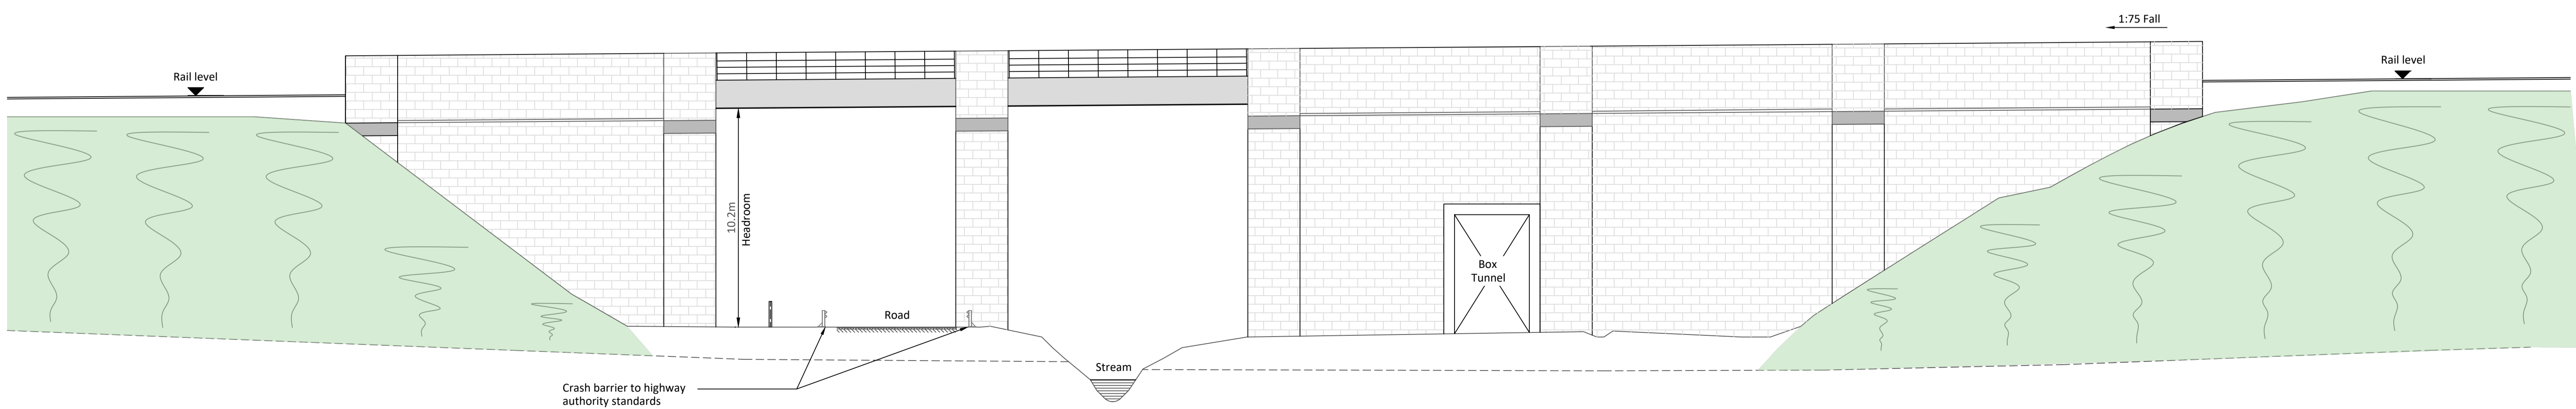 1:75 Fall
Rail level
Rail level
10.2m
Headroom
Box
Tunnel
Road
Stream
Crash barrier to highway
authority standards